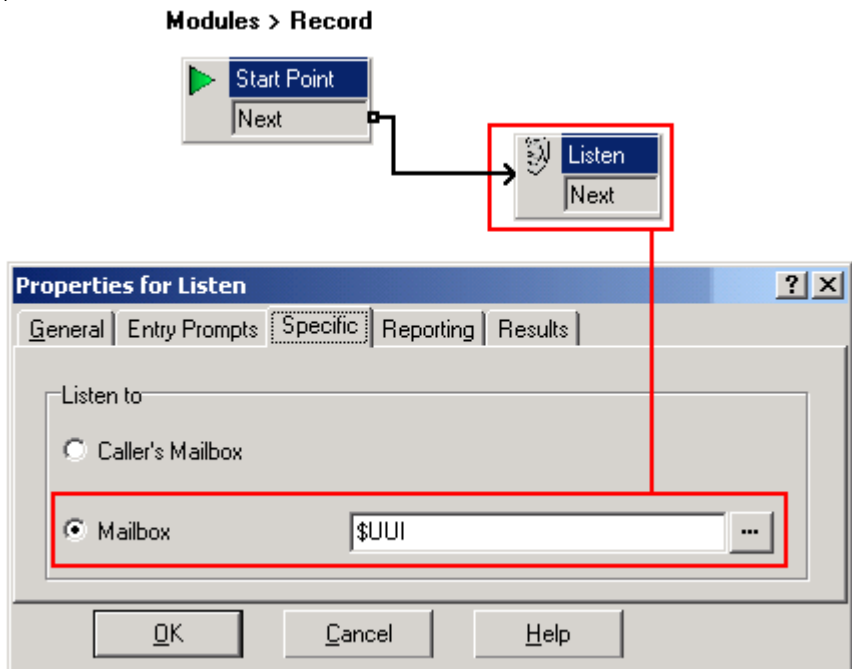 Modules > Record
Start Point
Next
Listen
Next
Properties for Listen
General Entry Prompts Specific Reporting Results
Listen to
Caller's Mailbox
Mailbox $UUI ...
OK Cancel Help